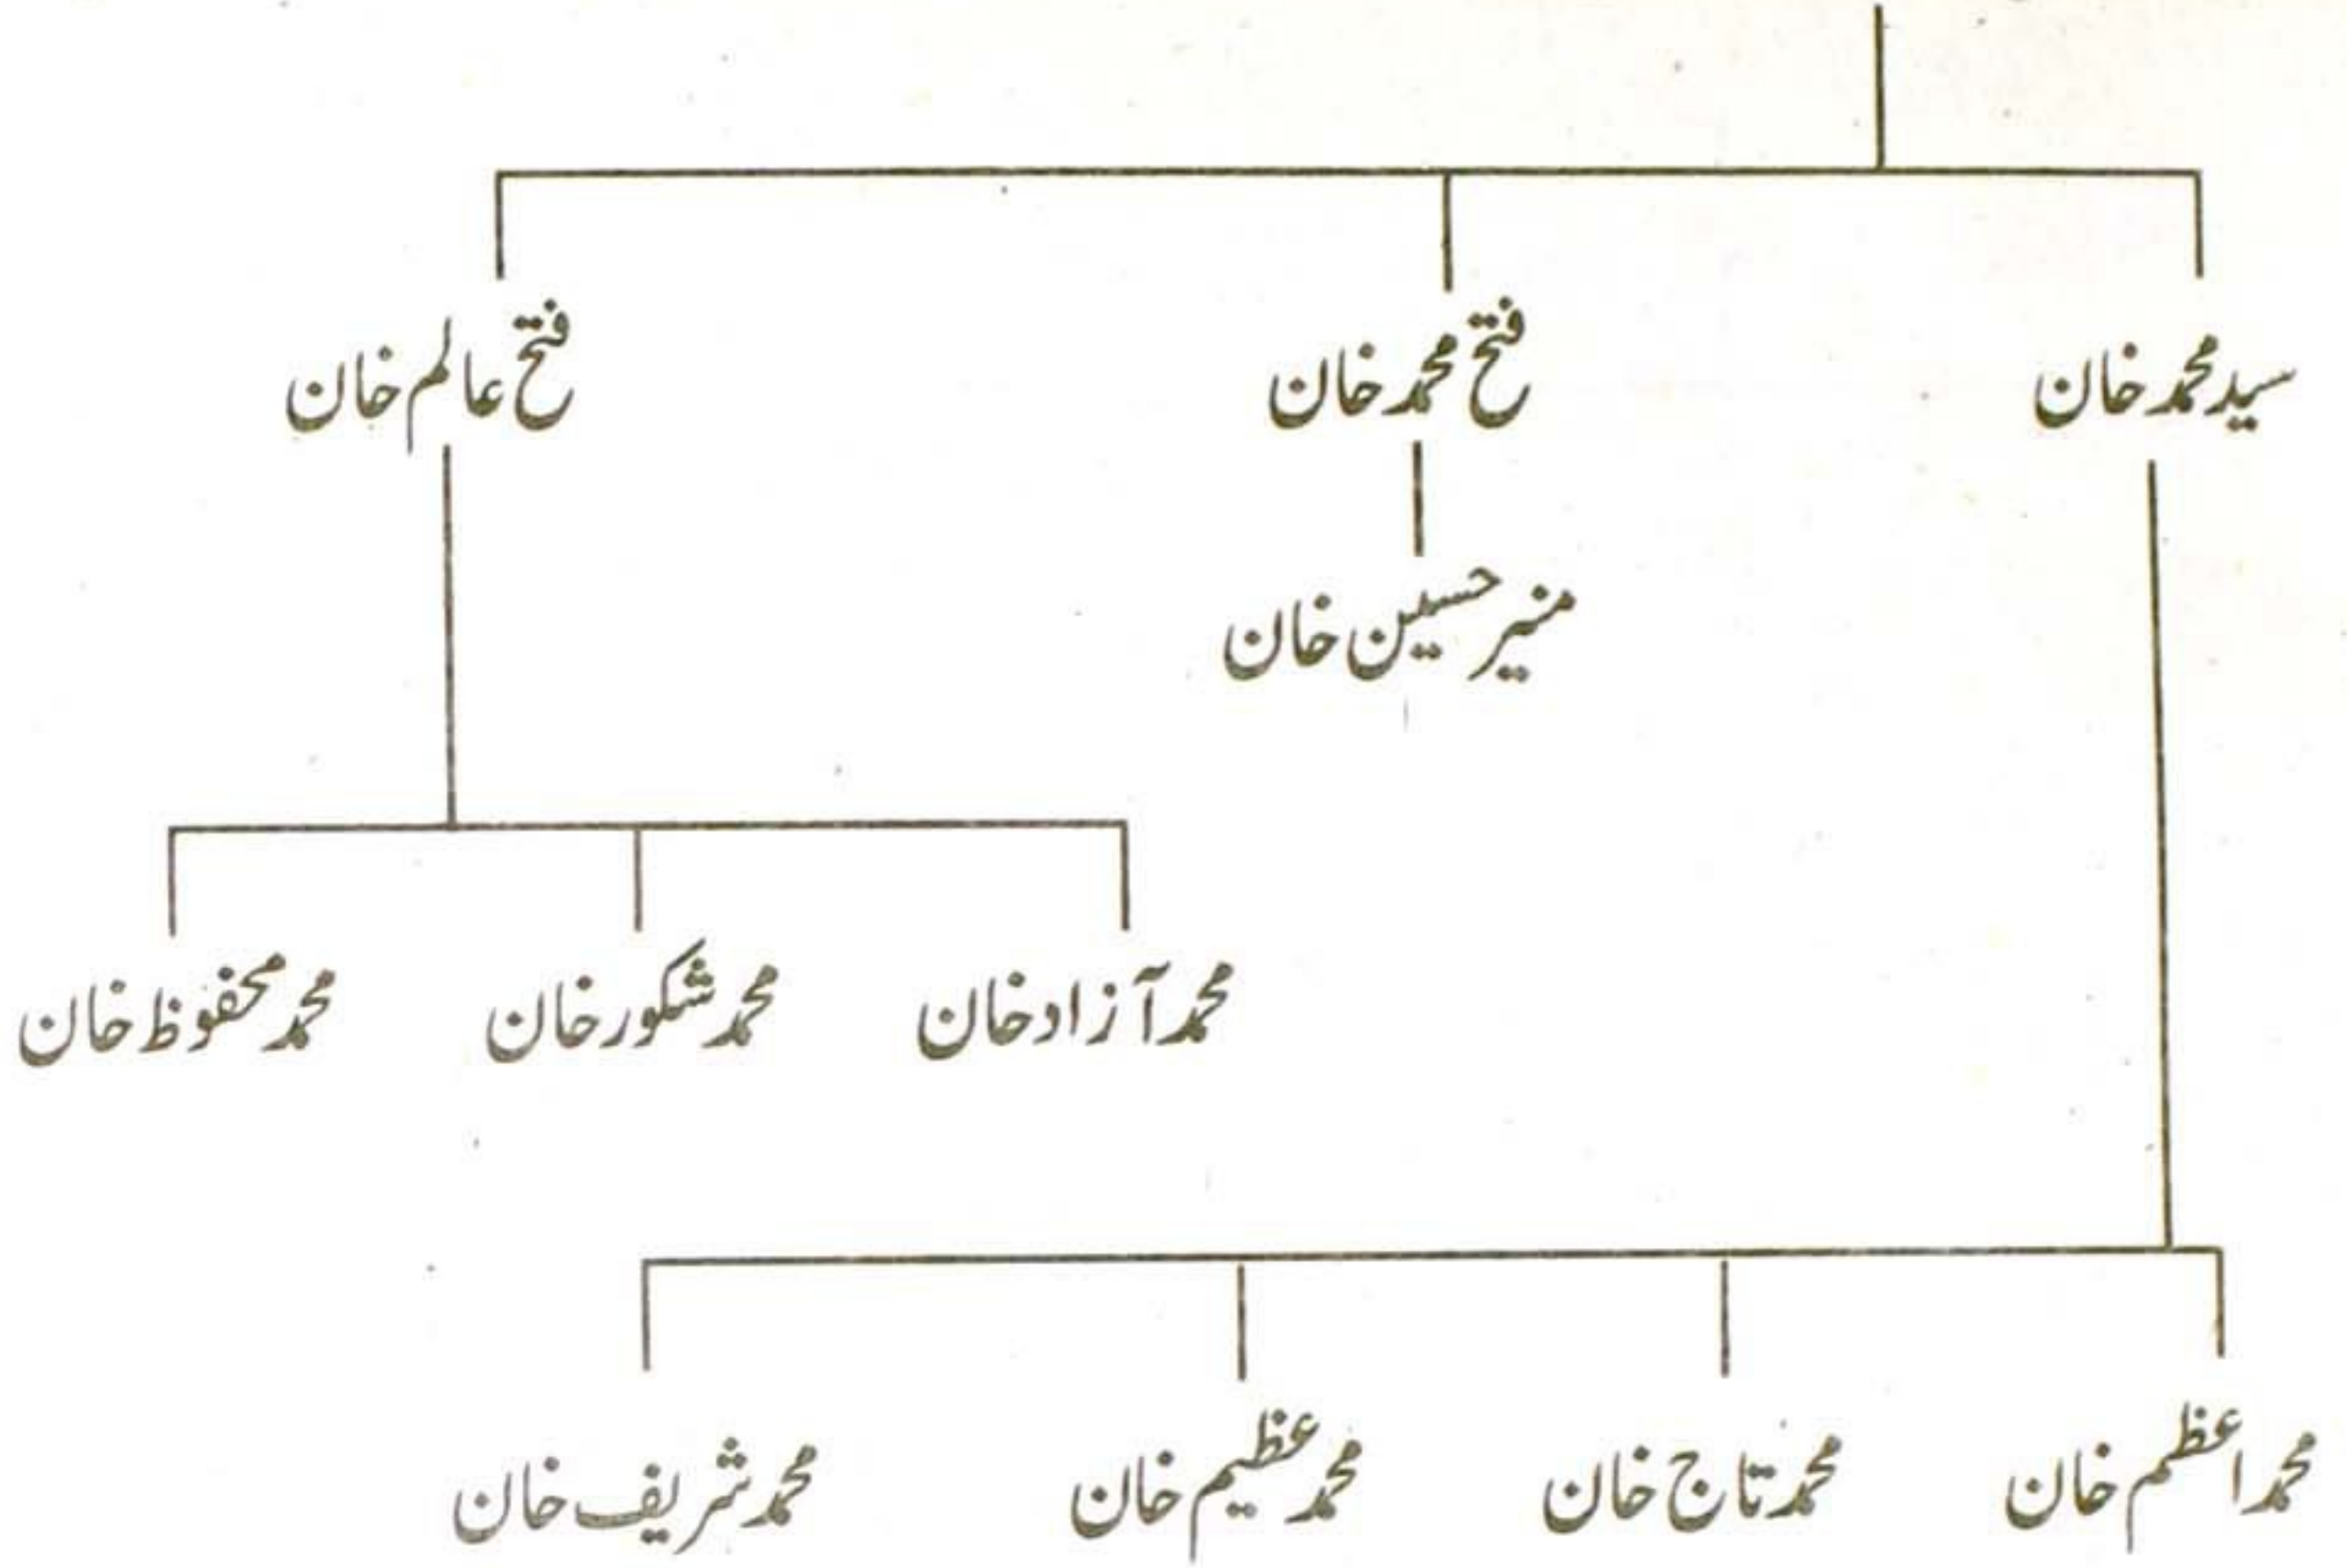 سید محمد خان فتح محمد خان فتح عالم خان
منیر حسین خان
محمد آزاد خان محمد شکور خان محمد محفوظ خان
محمد اعظم خان محمد تاج خان محمد عظیم خان محمد شریف خان